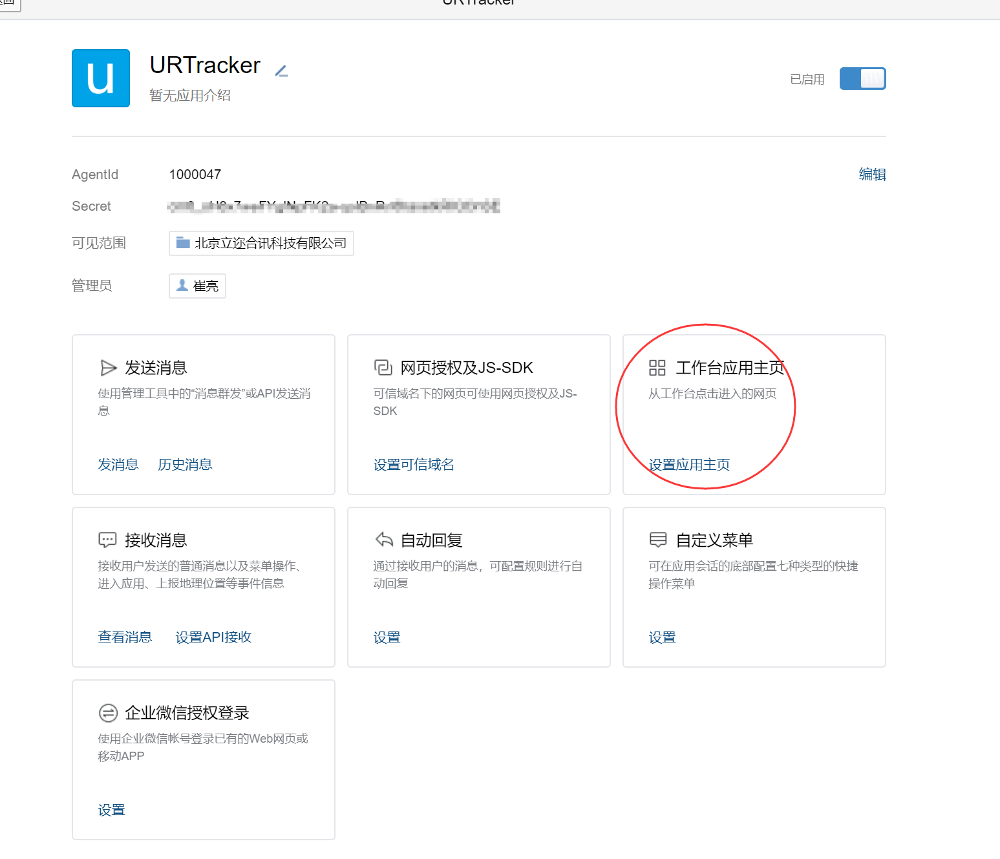 URTracker
u
URTracker
暂无应用介绍
已启用
AgentId 1000047 编辑
Secret
可见范围 北京立迩合讯科技有限公司
管理员 崔亮
发送消息
使用管理工具中的“消息群发”或API发送消
息
发消息 历史消息
网页授权及JS-SDK
可信域名下的网页可使用网页授权及JS-
SDK
设置可信域名
工作台应用主页
从工作台点击进入的网页
设置应用主页
接收消息
接收用户发送的普通消息以及菜单操作、
进入应用、上报地理位置等事件信息
查看消息 设置API接收
自动回复
通过接收用户的消息，可配置规则进行自
动回复
设置
自定义菜单
可在应用会话的底部配置七种类型的快捷
操作菜单
设置
企业微信授权登录
使用企业微信帐号登录已有的Web网页或
移动APP
设置